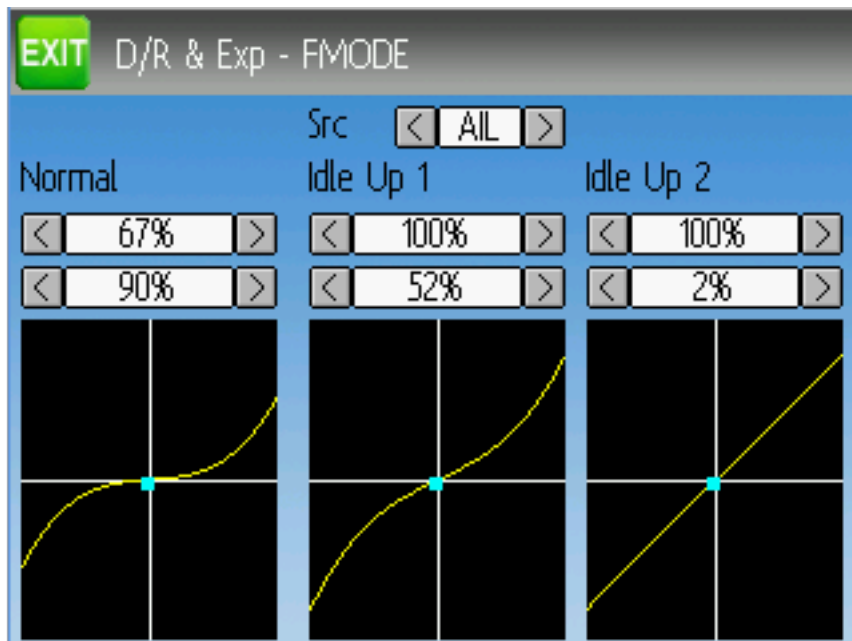 EXIT D/R & Exp - FMODE
Src < AIL >
Normal Idle Up 1 Idle Up 2
< 67% > < 100% > < 100% >
< 90% > < 52% > < 2% >